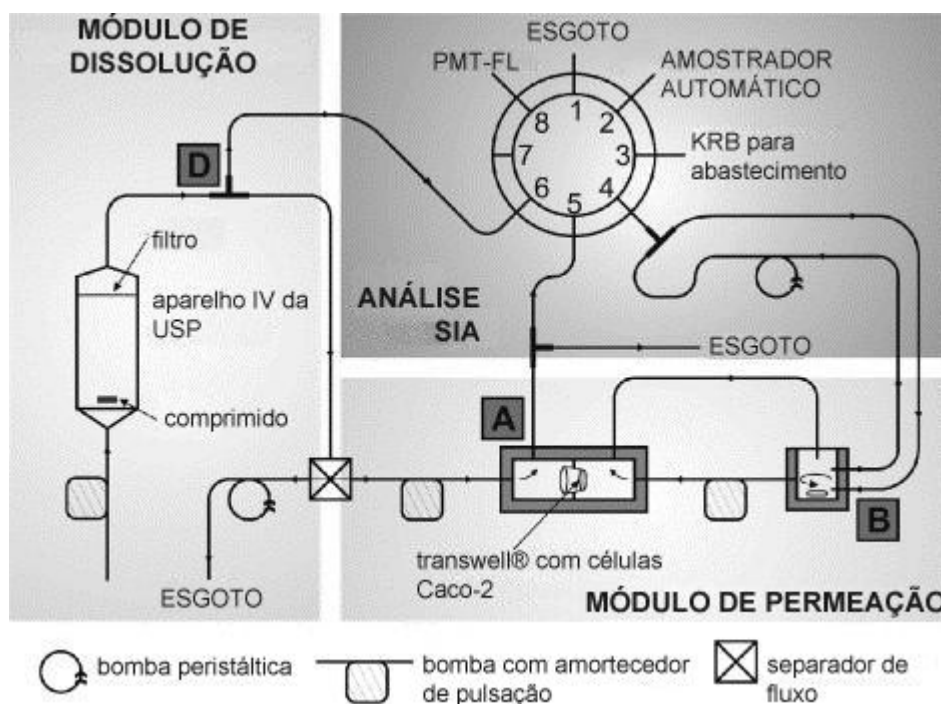 MÓDULO DE
DISSOLUÇÃO
D
filtro
aparelho IV da
USP
comprimido
ESGOTO
ESGOTO
PMT-FL
AMOSTRADOR
AUTOMÁTICO
KRB para
abastecimento
1
2
3
4
5
6
7
8
ANÁLISE
SIA
ESGOTO
A
B
transwell® com células
Caco-2
MÓDULO DE PERMEAÇÃO
bomba peristáltica
bomba com amortecedor
de pulsação
separador de
fluxo